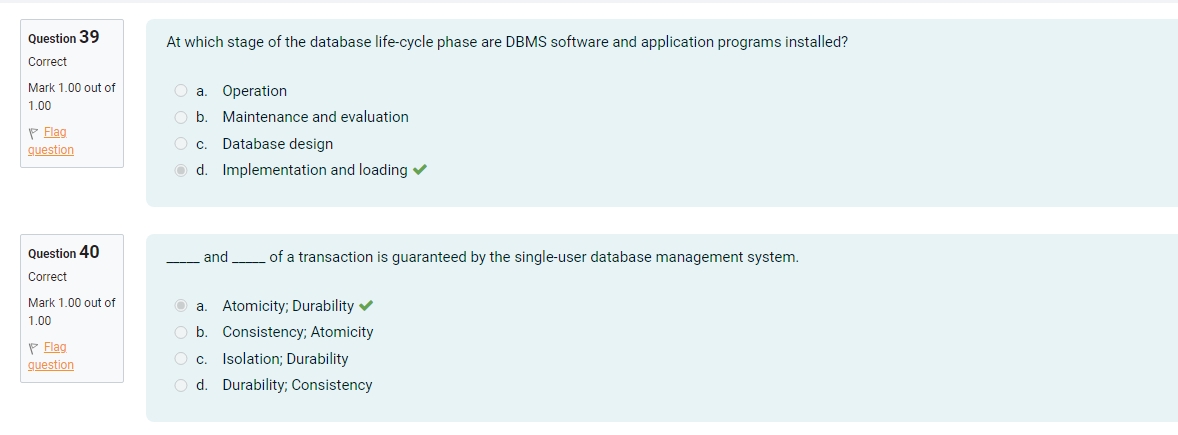 Question 39
Correct
Mark 1.00 out of
1.00
Flag
question
At which stage of the database life-cycle phase are DBMS software and application programs installed?
a. Operation
b. Maintenance and evaluation
c. Database design
d. Implementation and loading
Question 40
Correct
Mark 1.00 out of
1.00
Flag
question
_____ and _____ of a transaction is guaranteed by the single-user database management system.
a. Atomicity; Durability
b. Consistency; Atomicity
c. Isolation; Durability
d. Durability; Consistency